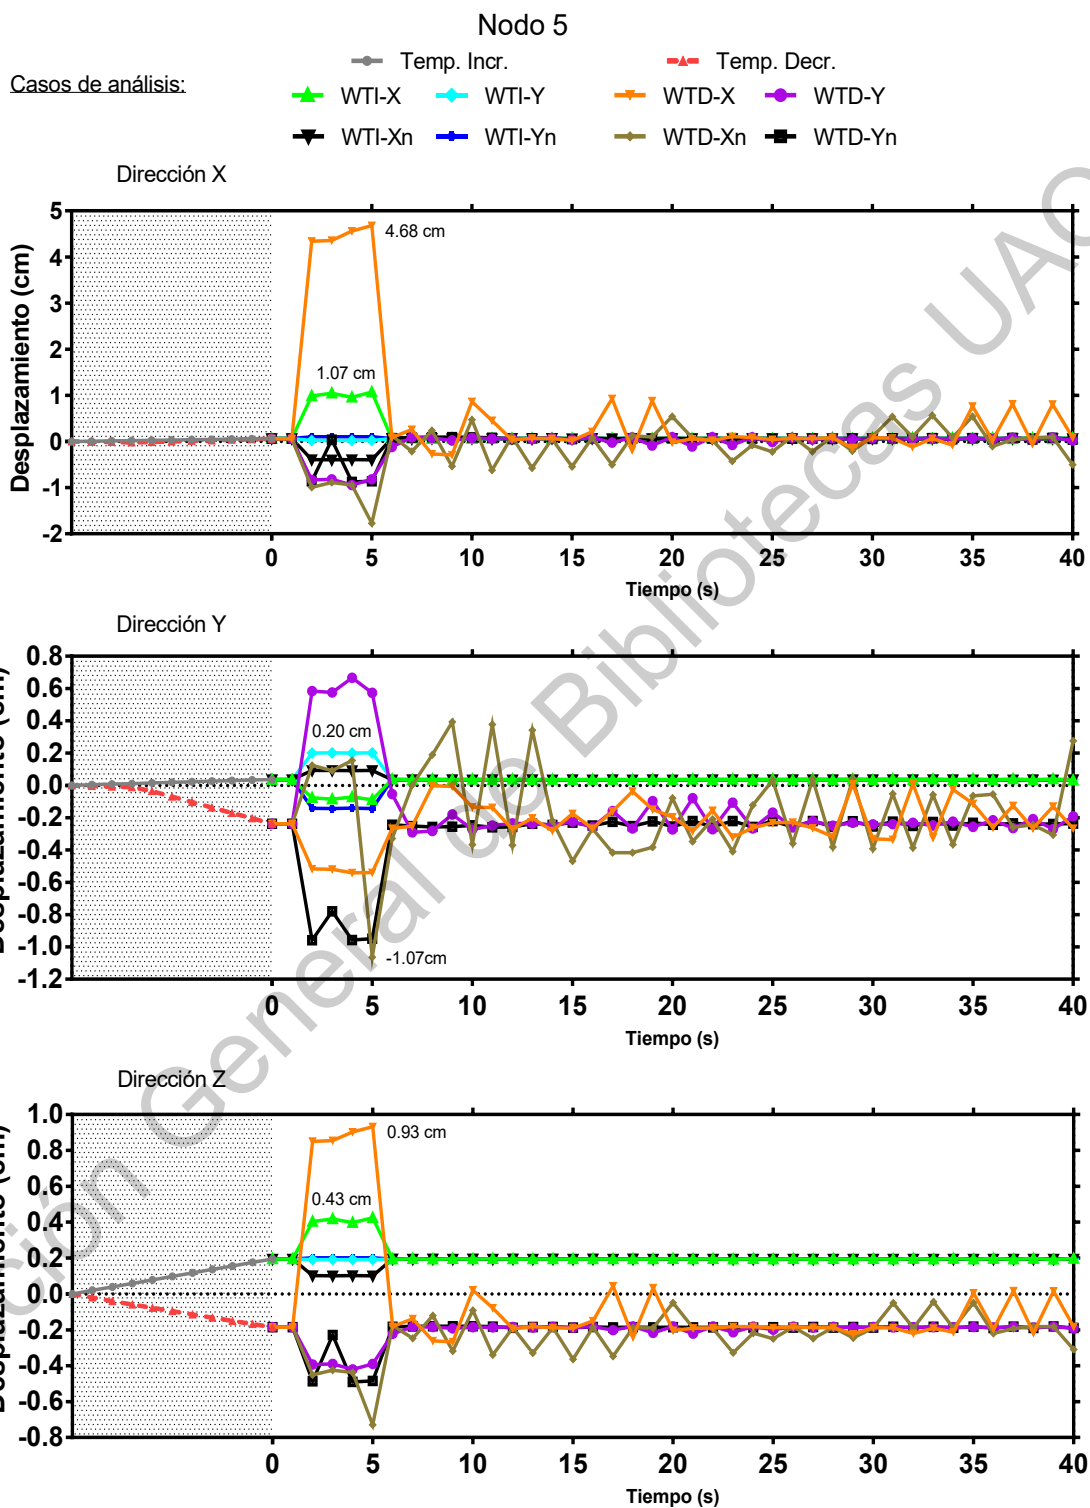 Nodo 5
Temp. Incr. Temp. Decr.
Casos de análisis:
WTI-X WTI-Y WTD-X WTD-Y
WTI-Xn WTI-Yn WTD-Xn WTD-Yn
Dirección X
Desplazamiento (cm)
5
4
3
2
1
0
-1
-2
4.68 cm
1.07 cm
0 5 10 15 20 25 30 35 40
Tiempo (s)
Dirección Y
Desplazamiento (cm)
0.8
0.6
0.4
0.2
0.0
-0.2
-0.4
-0.6
-0.8
-1.0
-1.2
0.20 cm
-1.07cm
0 5 10 15 20 25 30 35 40
Tiempo (s)
Dirección Z
Desplazamiento (cm)
1.0
0.8
0.6
0.4
0.2
0.0
-0.2
-0.4
-0.6
-0.8
0.93 cm
0.43 cm
0 5 10 15 20 25 30 35 40
Tiempo (s)
General de Bibliotecas UAQ